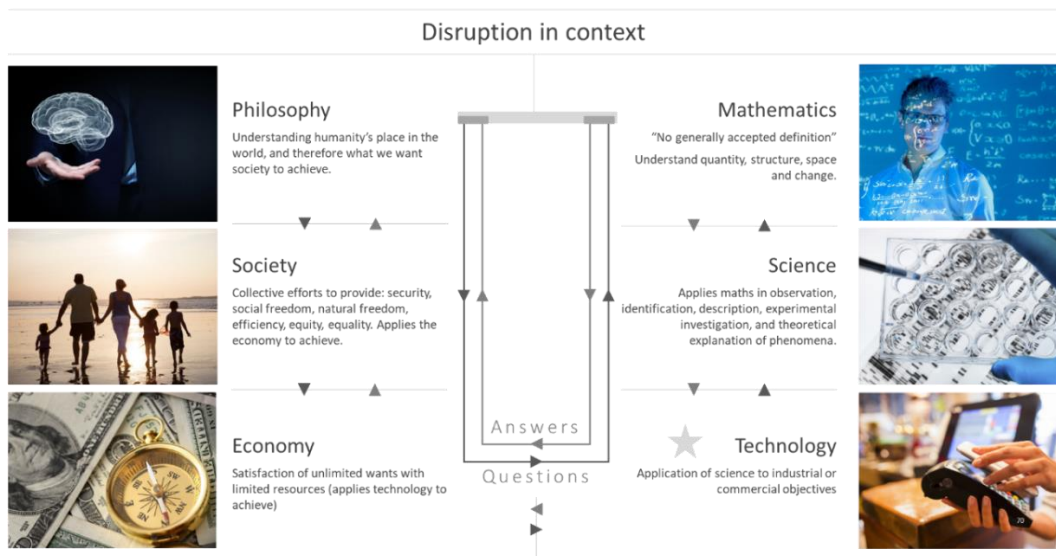 Disruption in context
Philosophy
Understanding humanity's place in the
world, and therefore what we want
society to achieve.
Society
Collective efforts to provide: security,
social freedom, natural freedom,
efficiency, equity, equality. Applies the
economy to achieve.
Economy
Satisfaction of unlimited wants with
limited resources (applies technology to
achieve)
Answers
Questions
Mathematics
"No generally accepted definition"
Understand quantity, structure, space
and change.
Science
Applies maths in observation,
identification, description, experimental
investigation, and theoretical
explanation of phenomena.
Technology
Application of science to industrial or
commercial objectives
70